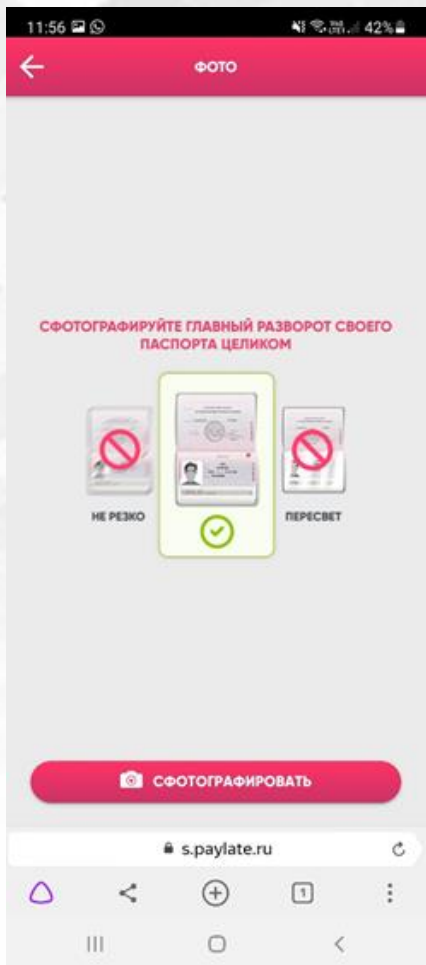 11:56
42%
ФОТО
СФОТОГРАФИРУЙТЕ ГЛАВНЫЙ РАЗВОРОТ СВОЕГО
ПАСПОРТА ЦЕЛИКОМ
НЕ РЕЗКО
ПЕРЕСВЕТ
СФОТОГРАФИРОВАТЬ
s.paylate.ru
1